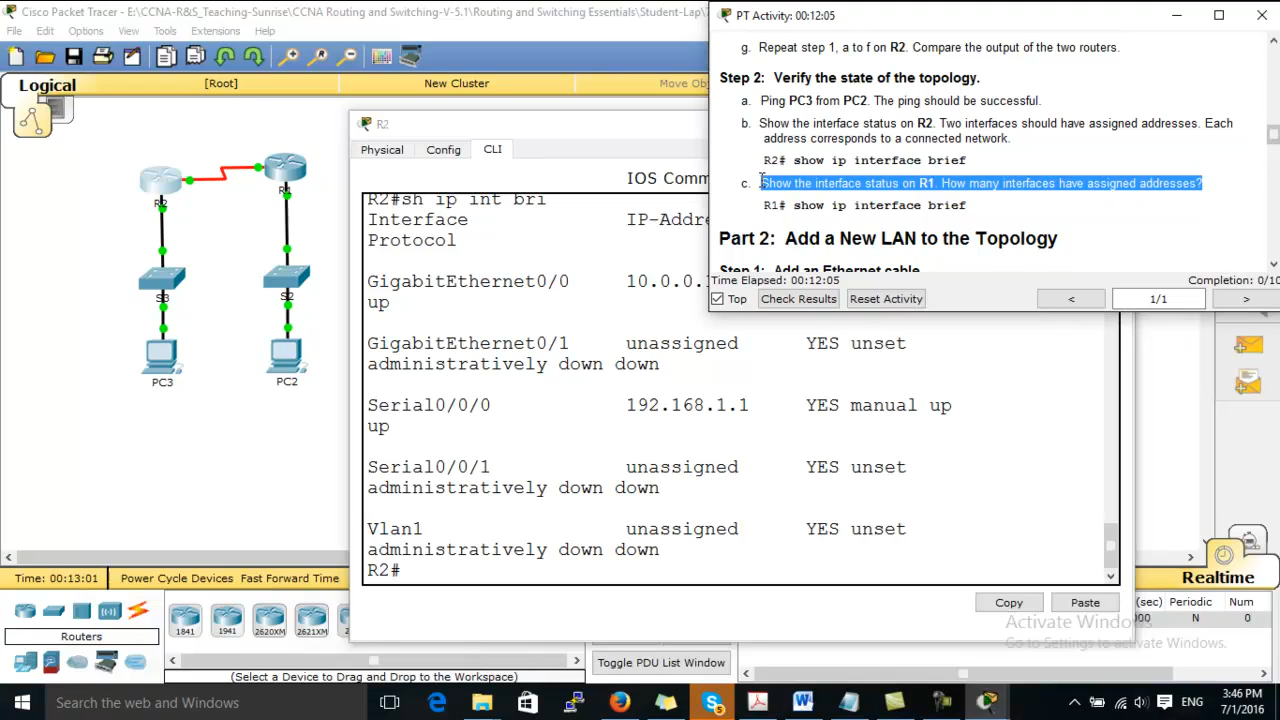 Cisco Packet Tracer - E:\CCNA-R&S_Teaching-Sunrise\CCNA Routing and Switching-V-5.1\Routing and Switching Essentials\Student-Lap
File Edit Options View Tools Extensions Help
Logical
[Root]
New Cluster
Move Obj
PT Activity: 00:12:05
g. Repeat step 1, a to f on R2. Compare the output of the two routers.
Step 2: Verify the state of the topology.
a. Ping PC3 from PC2. The ping should be successful.
b. Show the interface status on R2. Two interfaces should have assigned addresses. Each
address corresponds to a connected network.
R2# show ip interface brief
c. Show the interface status on R1. How many interfaces have assigned addresses?
R1# show ip interface brief
Part 2: Add a New LAN to the Topology
Step 1: Add an Ethernet cable
Time Elapsed: 00:12:05
Completion: 0/10
Top
Check Results
Reset Activity
<
1/1
>
R2
Physical Config CLI
IOS Comm
R2#sh ip int bri
Interface IP-Addre
Protocol
GigabitEthernet0/0 10.0.0.1
up
GigabitEthernet0/1 unassigned YES unset
administratively down down
Serial0/0/0 192.168.1.1 YES manual up
up
Serial0/0/1 unassigned YES unset
administratively down down
Vlan1 unassigned YES unset
administratively down down
R2#
Copy
Paste
R2
S3
S2
PC3
PC2
Time: 00:13:01 Power Cycle Devices Fast Forward Time
Realtime
Routers
1841
1941
2620XM
2621XM
(Select a Device to Drag and Drop to the Workspace)
Toggle PDU List Window
(sec) Periodic Num
000 N 0
Activate Windows
Go to Settings to activate Windows.
Search the web and Windows
ENG
3:46 PM
7/1/2016